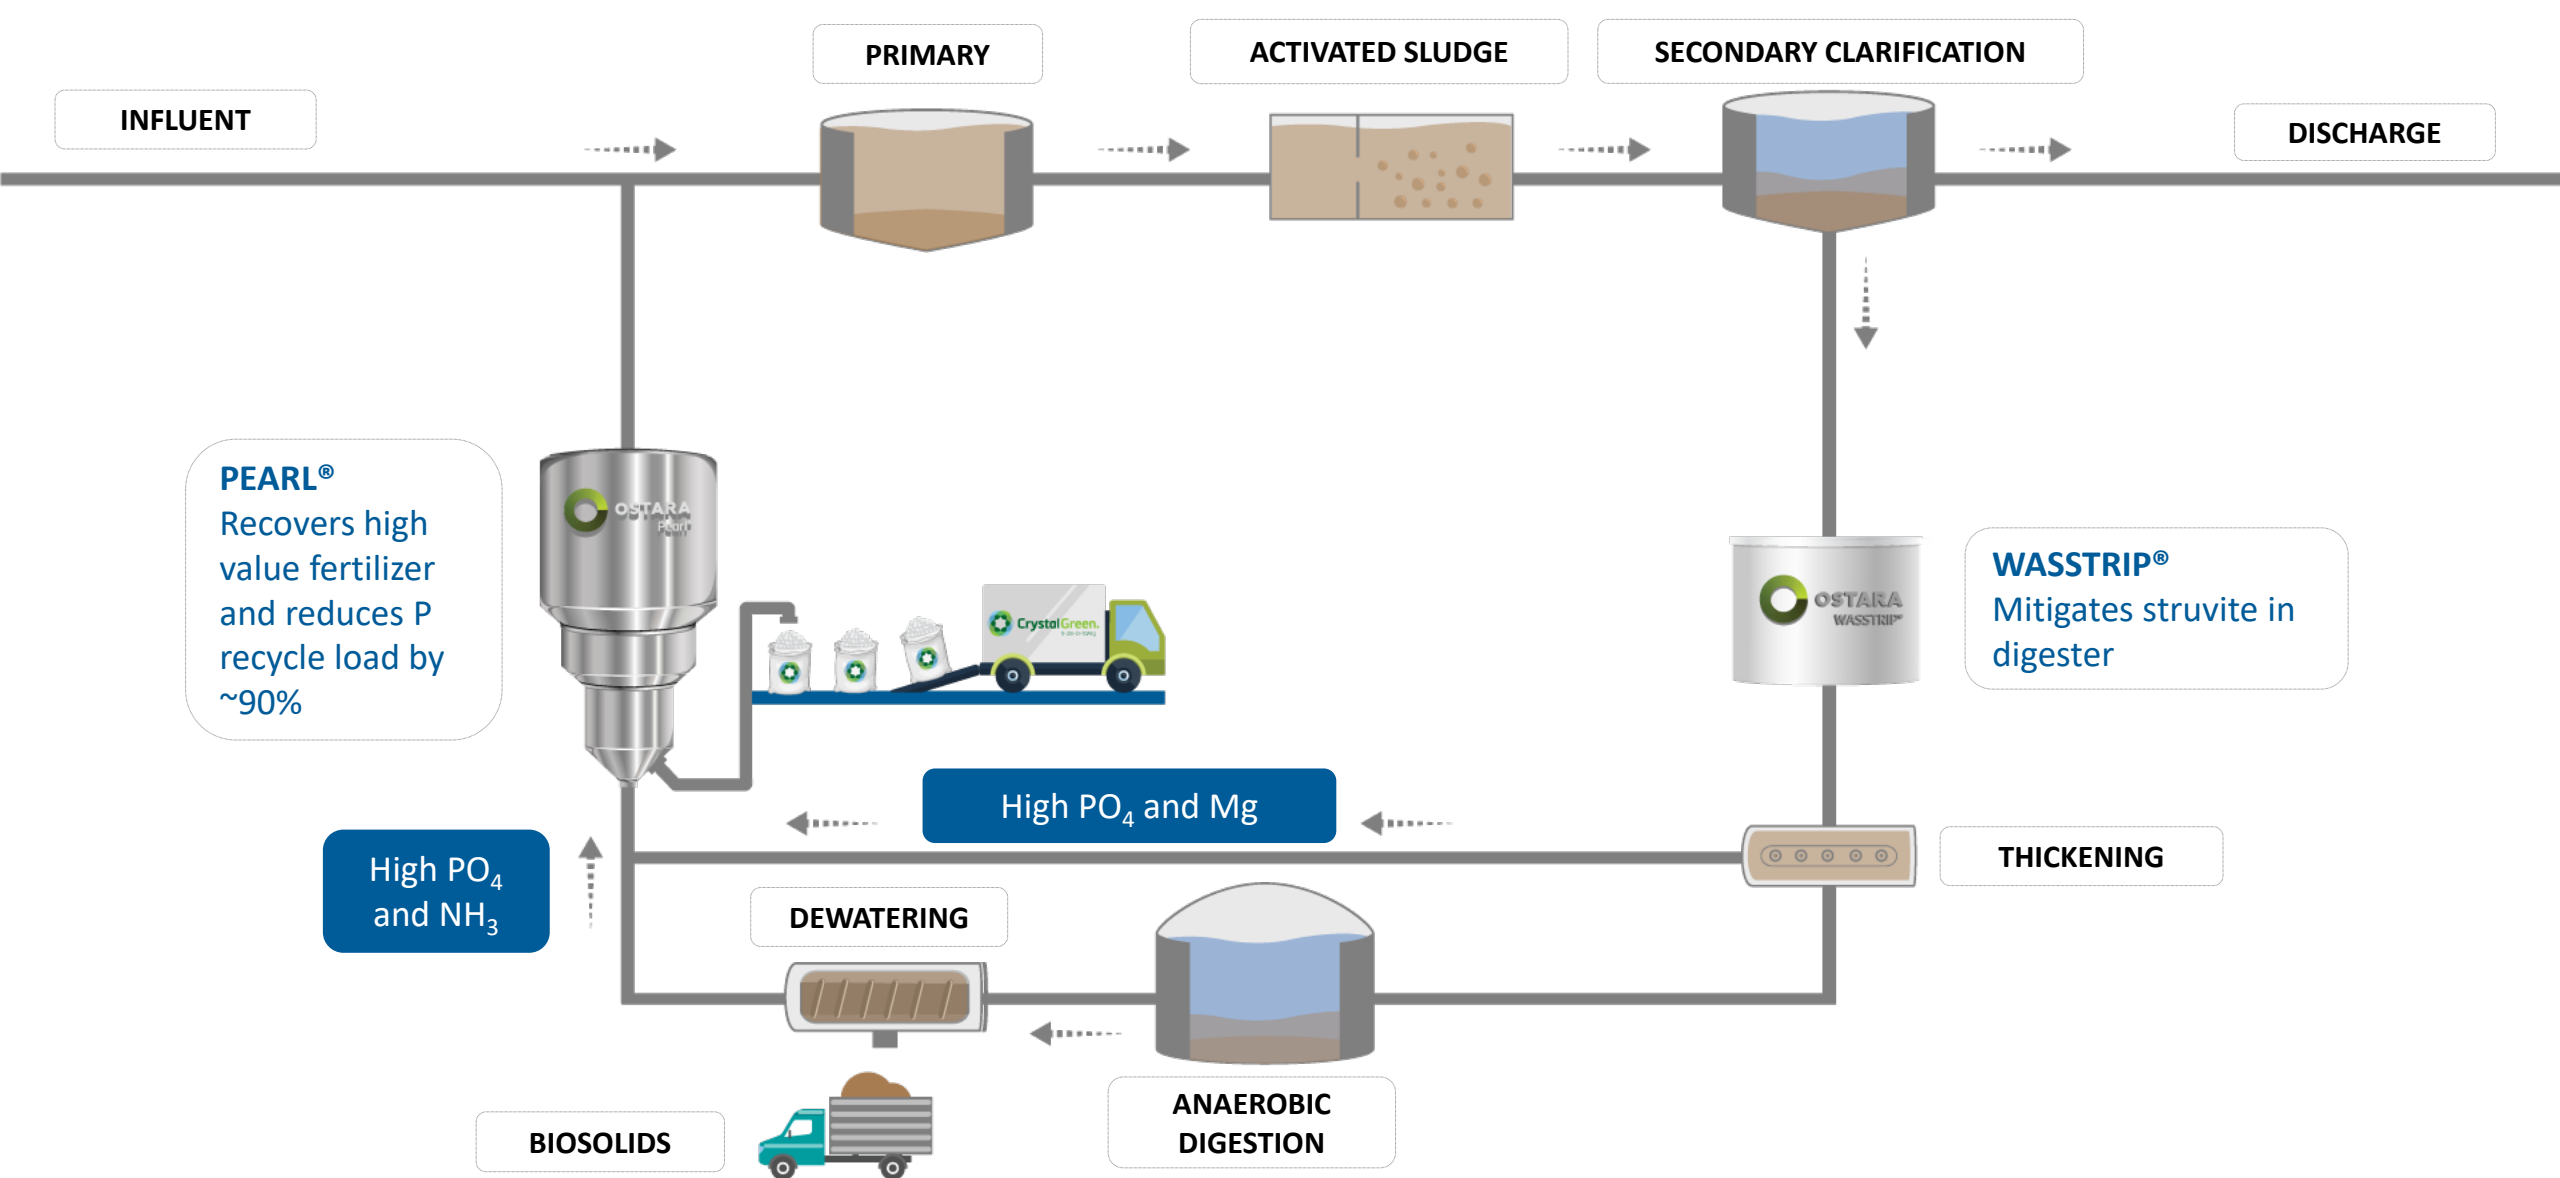 PRIMARY
ACTIVATED SLUDGE
SECONDARY CLARIFICATION
INFLUENT
DISCHARGE
PEARL®
Recovers high
value fertilizer
and reduces P
recycle load by
~90%
OSTARA
Pearl
CrystalGreen.
OSTARA
WASSTRIP®
WASSTRIP®
Mitigates struvite in
digester
High PO₄ and Mg
THICKENING
High PO₄
and NH₃
DEWATERING
ANAEROBIC
DIGESTION
BIOSOLIDS